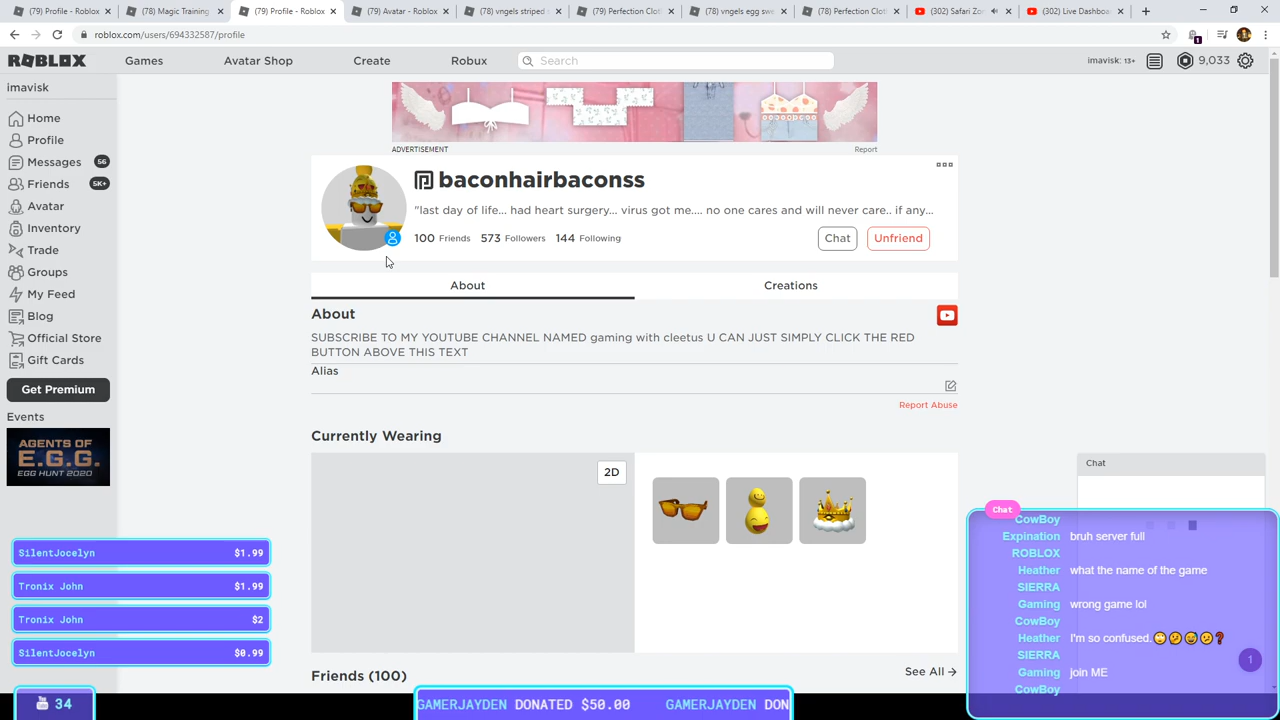 (79) Profile - Roblox
(78) Magic Training
(79) Profile - Roblox
(79) Avatar - Roblox
(78) vngels striped
(79) Perfection Clot
(78) vngels egg swe
(78) Perfection Clot
(302) Safari Zon
(302) Live Dashboa
roblox.com/users/694332587/profile
1
ROBLOX
Games
Avatar Shop
Create
Robux
Search
imavisk: 13+
9,033
imavisk
Home
Profile
Messages 56
Friends 5K+
Avatar
Inventory
Trade
Groups
My Feed
Blog
Official Store
Gift Cards
Get Premium
Events
AGENTS OF
E.G.G.
EGG HUNT 2020
ADVERTISEMENT
Report
baconhairbaconss
"last day of life... had heart surgery... virus got me.... no one cares and will never care.. if any...
100 Friends 573 Followers 144 Following
Chat
Unfriend
About
Creations
About
SUBSCRIBE TO MY YOUTUBE CHANNEL NAMED gaming with cleetus U CAN JUST SIMPLY CLICK THE RED
BUTTON ABOVE THIS TEXT
Alias
Report Abuse
Currently Wearing
2D
Friends (100)
See All
Chat
Chat
CowBoy
Expination bruh server full
ROBLOX
Heather what the name of the game
SIERRA
Gaming wrong game lol
CowBoy
Heather I'm so confused.🙄🤔😅🤔❓
SIERRA
Gaming join ME
CowBoy
1
SilentJocelyn $1.99
Tronix John $1.99
Tronix John $2
SilentJocelyn $0.99
34
GAMERJAYDEN DONATED $50.00 GAMERJAYDEN DON